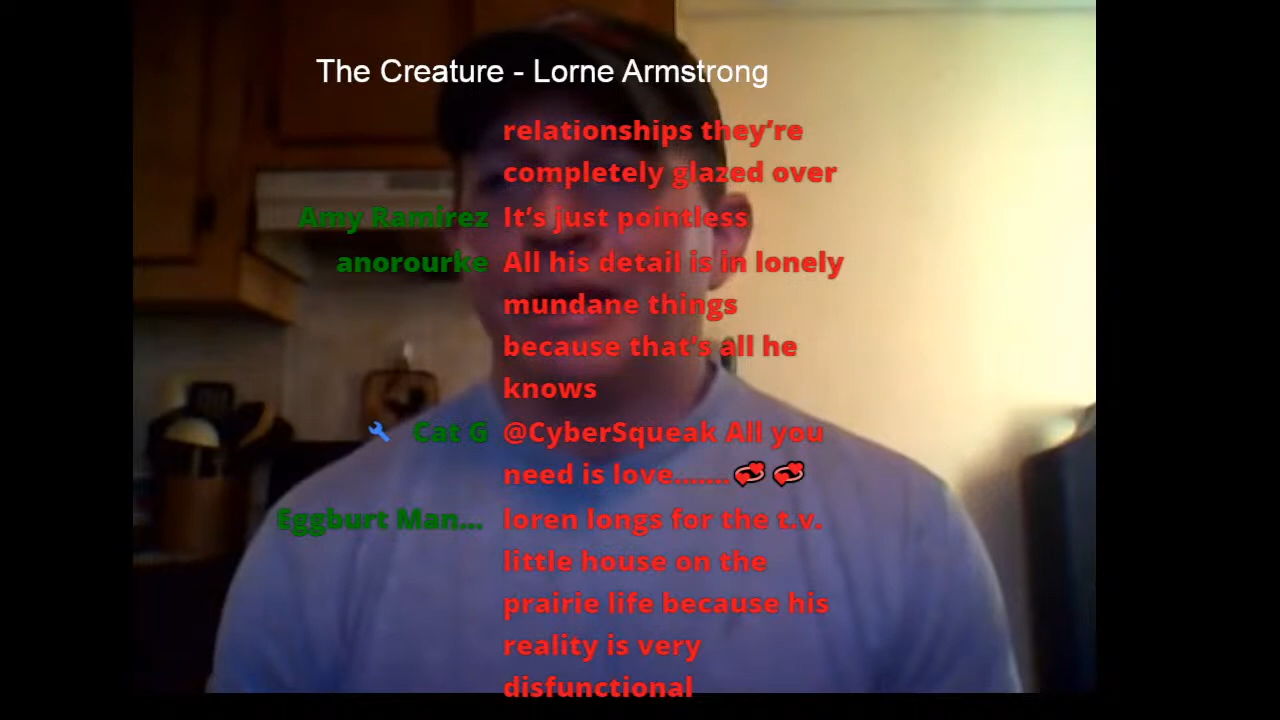 The Creature - Lorne Armstrong
relationships they're
completely glazed over
Amy Ramirez It's just pointless
anorourke All his detail is in lonely
mundane things
because that's all he
knows
Cat G @CyberSqueak All you
need is love.......💞 💞
Eggburt Man... loren longs for the t.v.
little house on the
prairie life because his
reality is very
disfunctional